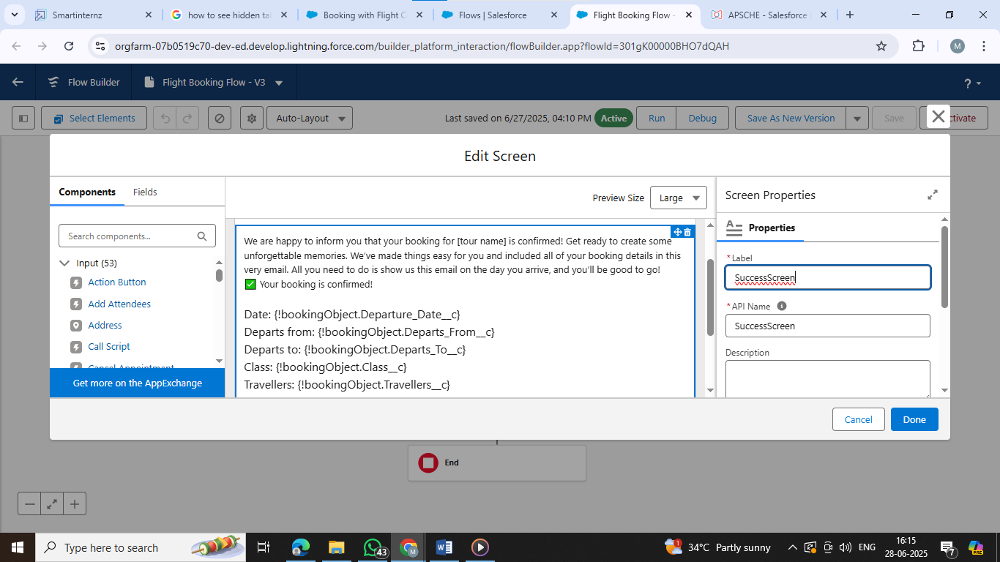 Smartinternz
how to see hidden ta
Booking with Flight C
Flows | Salesforce
Flight Booking Flow -
APSCHE - Salesforce
orgfarm-07b0519c70-dev-ed.develop.lightning.force.com/builder_platform_interaction/flowBuilder.app?flowId=301gK00000BHO7dQAH
M
Flow Builder
Flight Booking Flow - V3
?
Select Elements
Auto-Layout
Last saved on 6/27/2025, 04:10 PM
Active
Run
Debug
Save As New Version
Save
ctivate
Edit Screen
Components
Fields
Search components...
Input (53)
Action Button
Add Attendees
Address
Call Script
Cancel Appointment
Get more on the AppExchange
Preview Size
Large
We are happy to inform you that your booking for [tour name] is confirmed! Get ready to create some
unforgettable memories. We’ve made things easy for you and included all of your booking details in this
very email. All you need to do is show us this email on the day you arrive, and you’ll be good to go!
✅ Your booking is confirmed!
Date: {!bookingObject.Departure_Date__c}
Departs from: {!bookingObject.Departs_From__c}
Departs to: {!bookingObject.Departs_To__c}
Class: {!bookingObject.Class__c}
Travellers: {!bookingObject.Travellers__c}
Screen Properties
Properties
*Label
SuccessScreen
*API Name
SuccessScreen
Description
Cancel
Done
End
Type here to search
43
M
1
34°C Partly sunny
ENG
16:15
28-06-2025
7
PRE